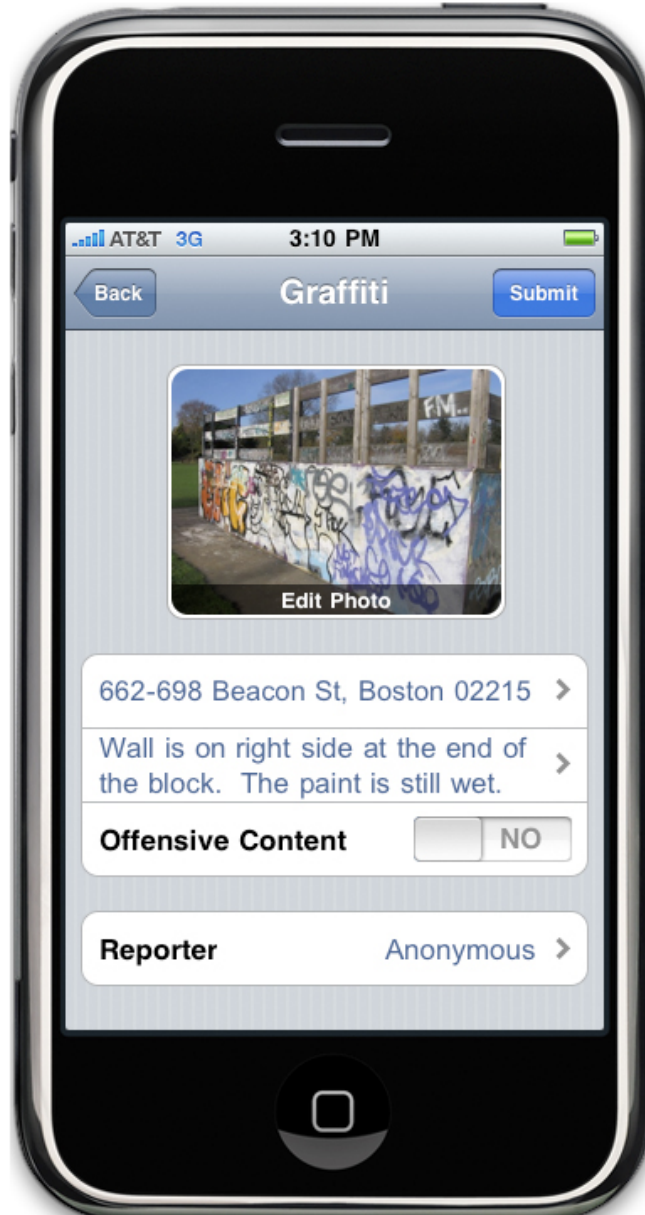 AT&T 3G 3:10 PM
Back Graffiti Submit
FM..
Edit Photo
662-698 Beacon St, Boston 02215
Wall is on right side at the end of
the block. The paint is still wet.
Offensive Content NO
Reporter Anonymous